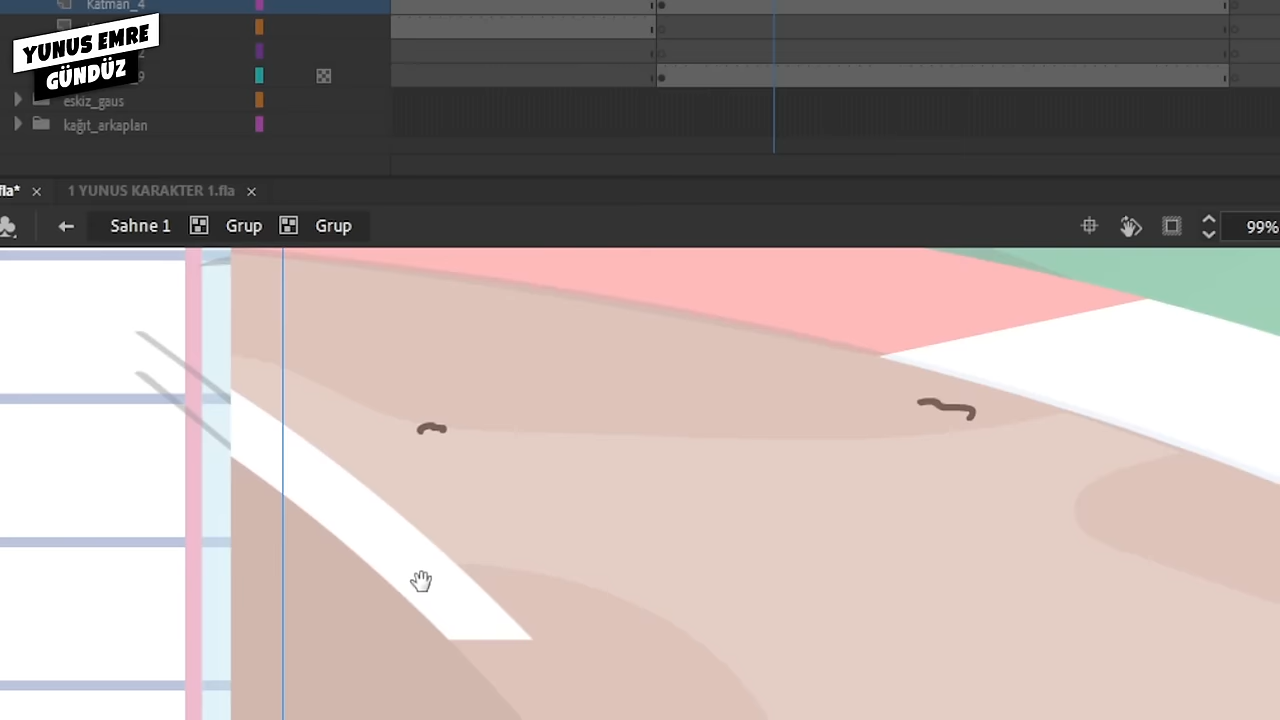 Katman_4
YUNUS EMRE
GÜNDÜZ
eskiz_gaus
kağıt_arkaplan
fla*
1 YUNUS KARAKTER 1.fla
Sahne 1 Grup Grup
99%